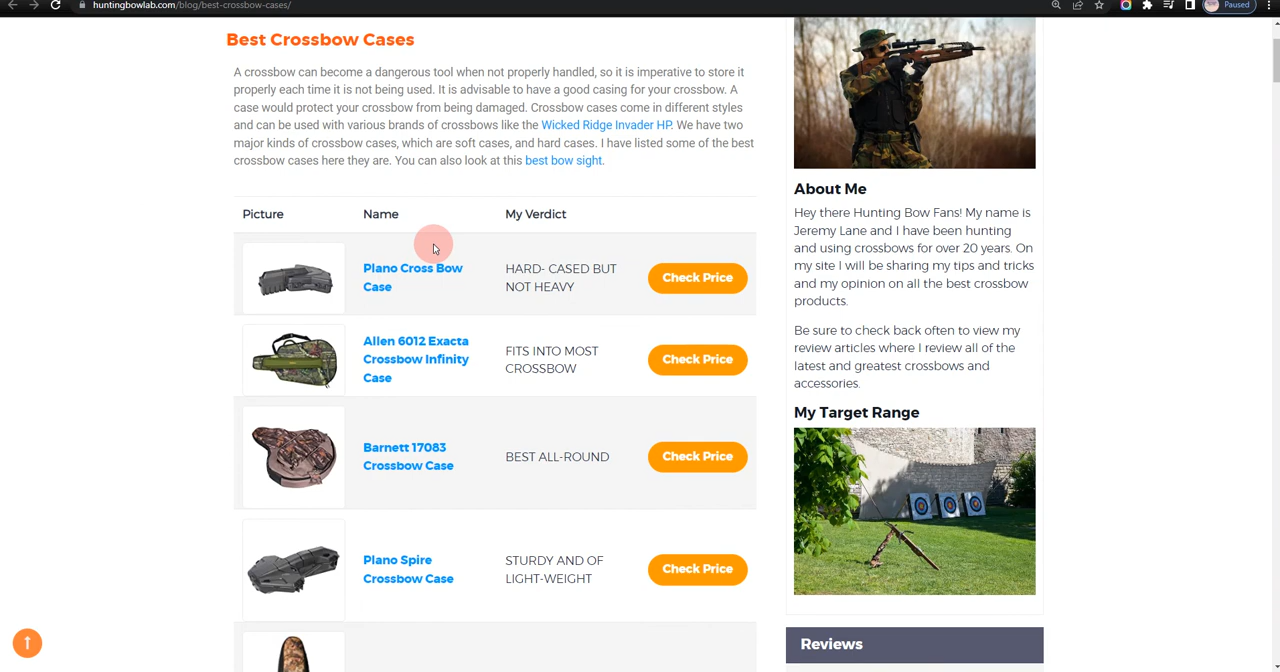 huntingbowlab.com/blog/best-crossbow-cases/
Paused
Best Crossbow Cases
A crossbow can become a dangerous tool when not properly handled, so it is imperative to store it
properly each time it is not being used. It is advisable to have a good casing for your crossbow. A
case would protect your crossbow from being damaged. Crossbow cases come in different styles
and can be used with various brands of crossbows like the Wicked Ridge Invader HP. We have two
major kinds of crossbow cases, which are soft cases, and hard cases. I have listed some of the best
crossbow cases here they are. You can also look at this best bow sight.
Picture Name My Verdict
Plano Cross Bow
Case
HARD- CASED BUT
NOT HEAVY
Check Price
Allen 6012 Exacta
Crossbow Infinity
Case
FITS INTO MOST
CROSSBOW
Check Price
Barnett 17083
Crossbow Case
BEST ALL-ROUND
Check Price
Plano Spire
Crossbow Case
STURDY AND OF
LIGHT-WEIGHT
Check Price
About Me
Hey there Hunting Bow Fans! My name is
Jeremy Lane and I have been hunting
and using crossbows for over 20 years. On
my site I will be sharing my tips and tricks
and my opinion on all the best crossbow
products.
Be sure to check back often to view my
review articles where I review all of the
latest and greatest crossbows and
accessories.
My Target Range
Reviews